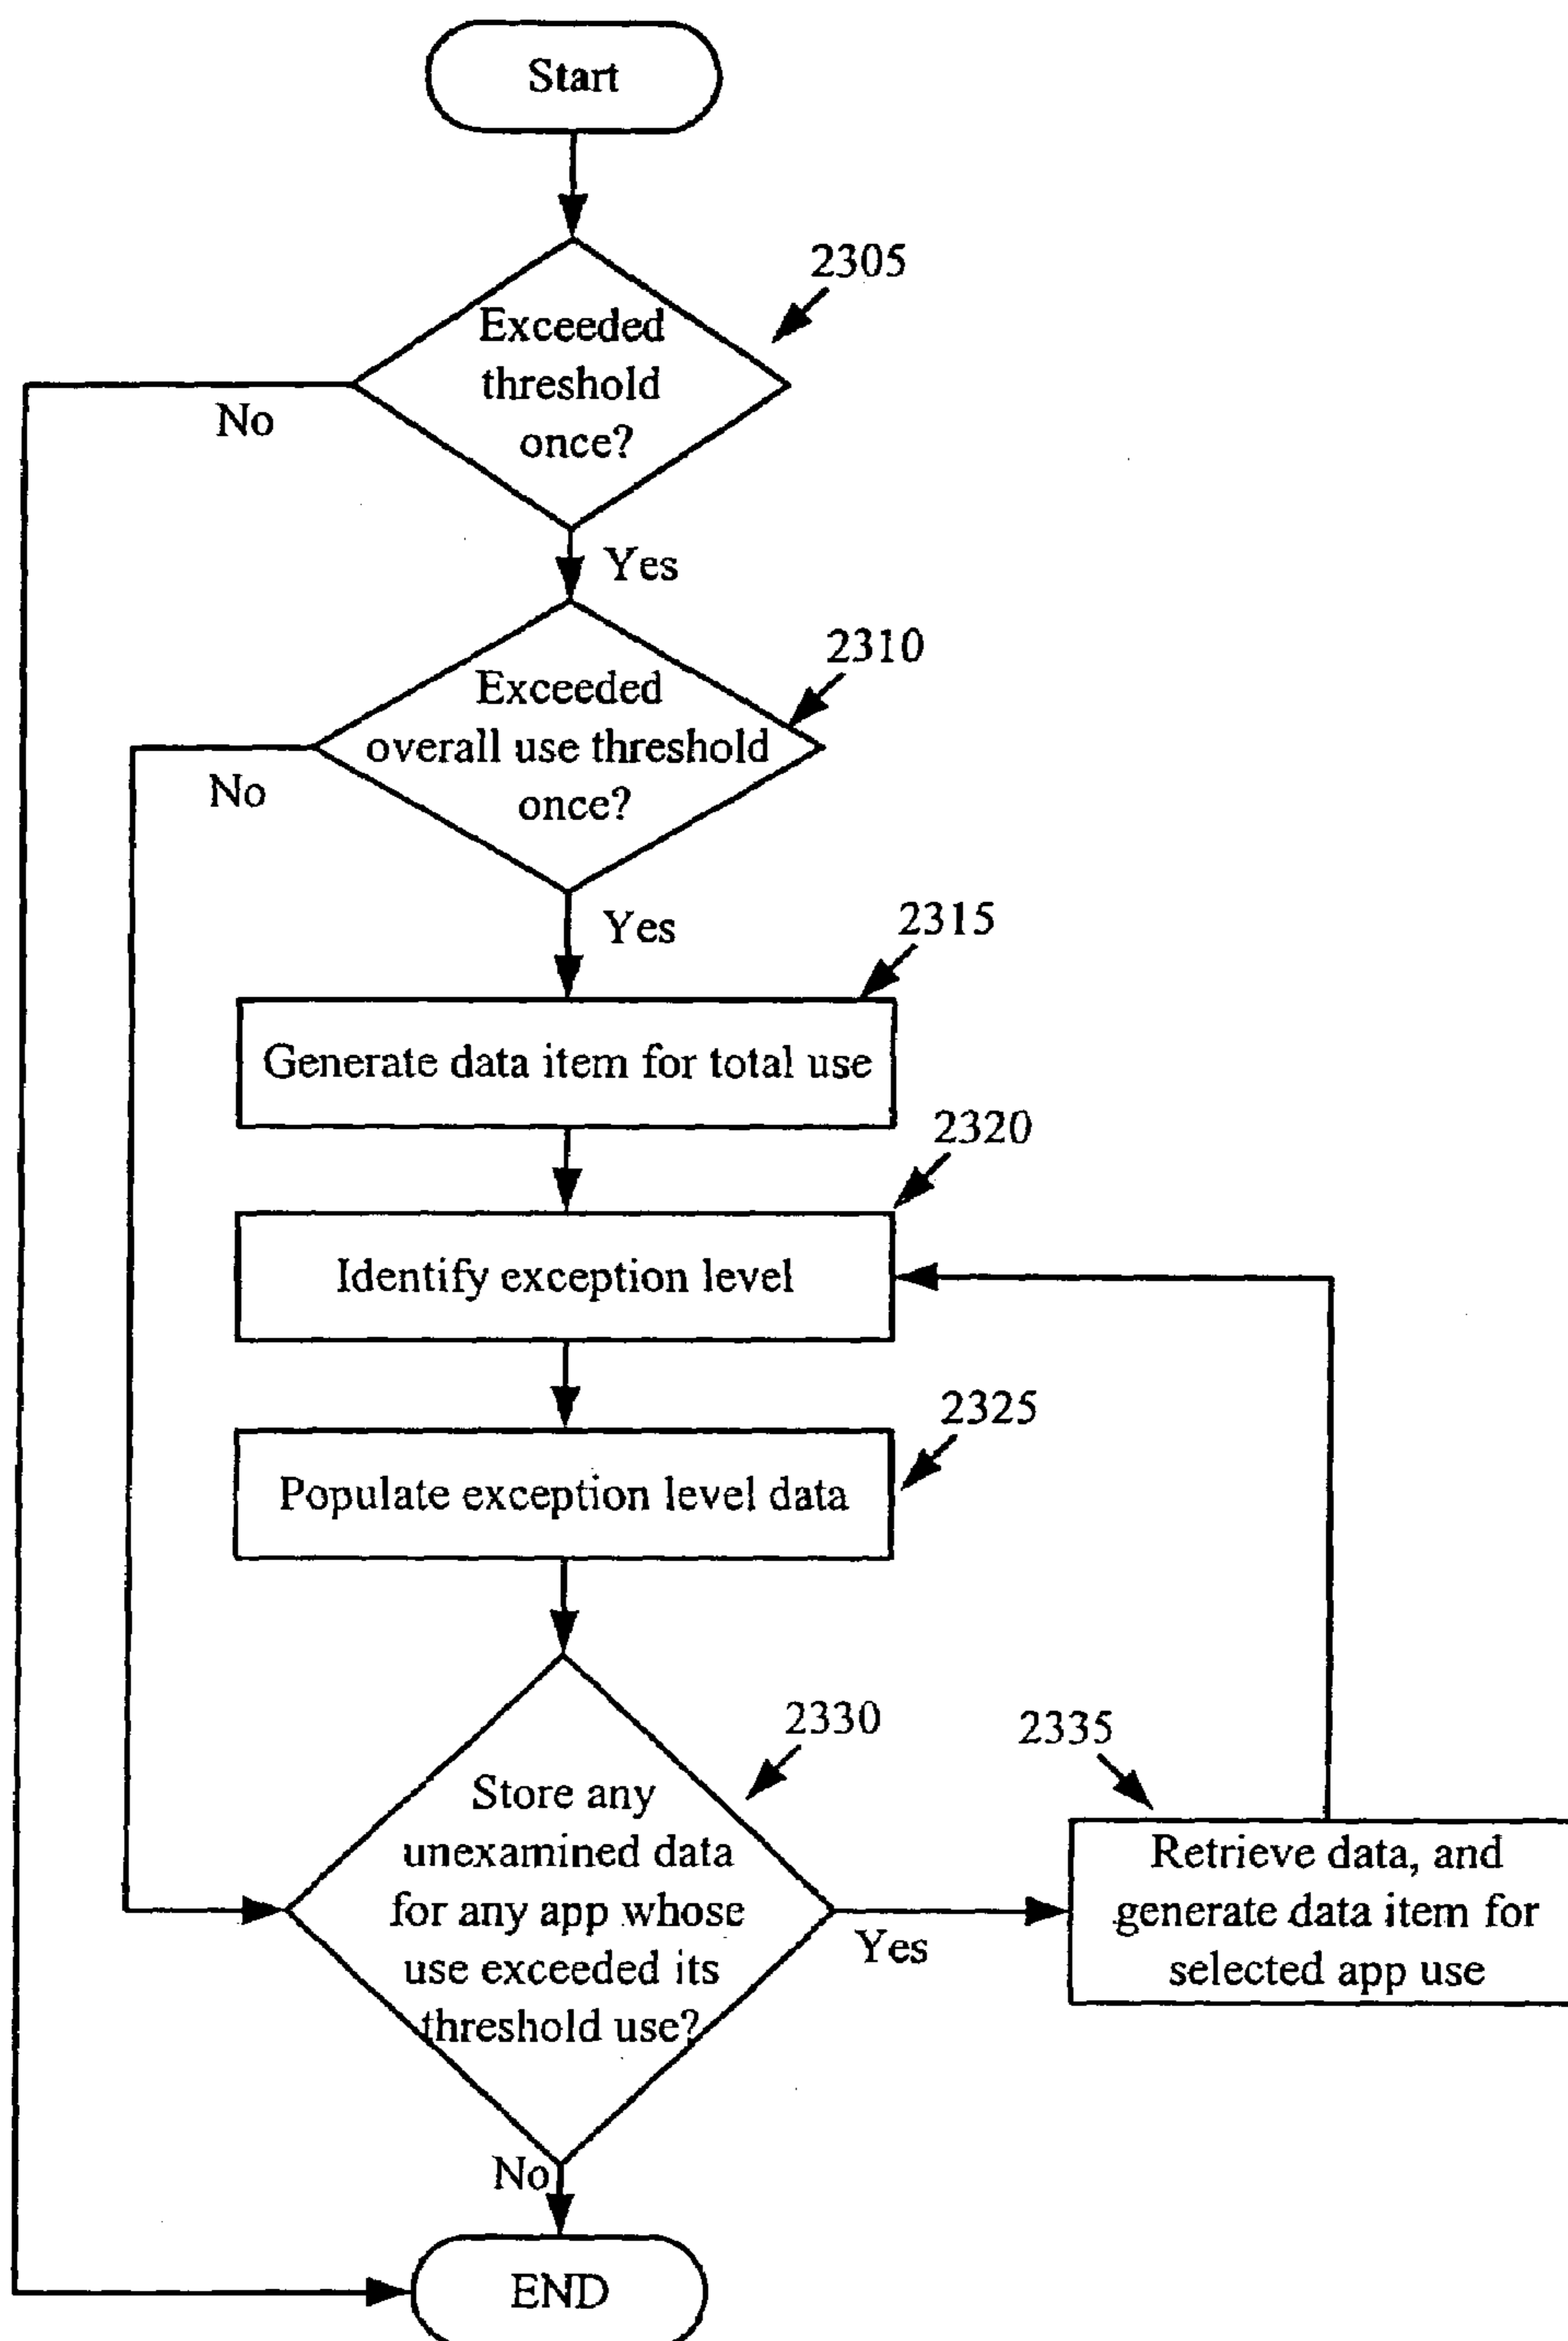 Start
2305
Exceeded
threshold
once?
No
Yes
2310
Exceeded
overall use threshold
once?
No
Yes
2315
Generate data item for total use
2320
Identify exception level
2325
Populate exception level data
2330
2335
Store any
unexamined data
for any app whose
use exceeded its
threshold use?
Yes
Retrieve data, and
generate data item for
selected app use
No
END